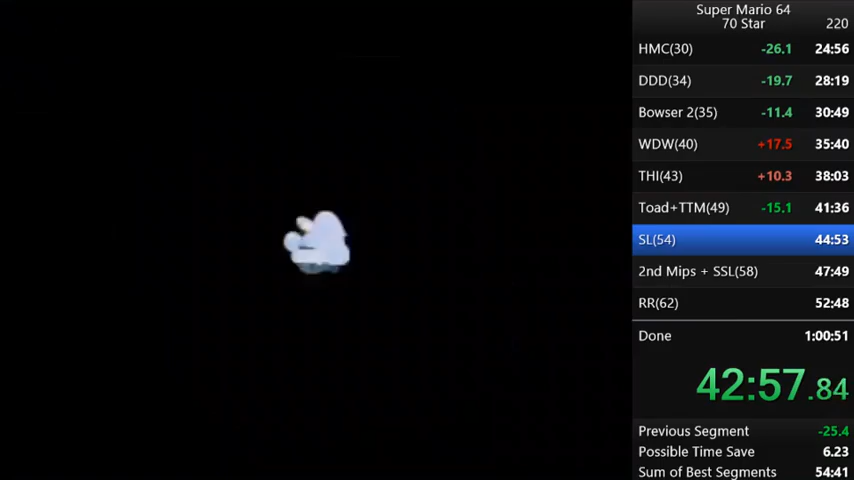 Super Mario 64
70 Star 220
HMC(30) -26.1 24:56
DDD(34) -19.7 28:19
Bowser 2(35) -11.4 30:49
WDW(40) +17.5 35:40
THI(43) +10.3 38:03
Toad+TTM(49) -15.1 41:36
SL(54) 44:53
2nd Mips + SSL(58) 47:49
RR(62) 52:48
Done 1:00:51
42:57.84
Previous Segment -25.4
Possible Time Save 6.23
Sum of Best Segments 54:41